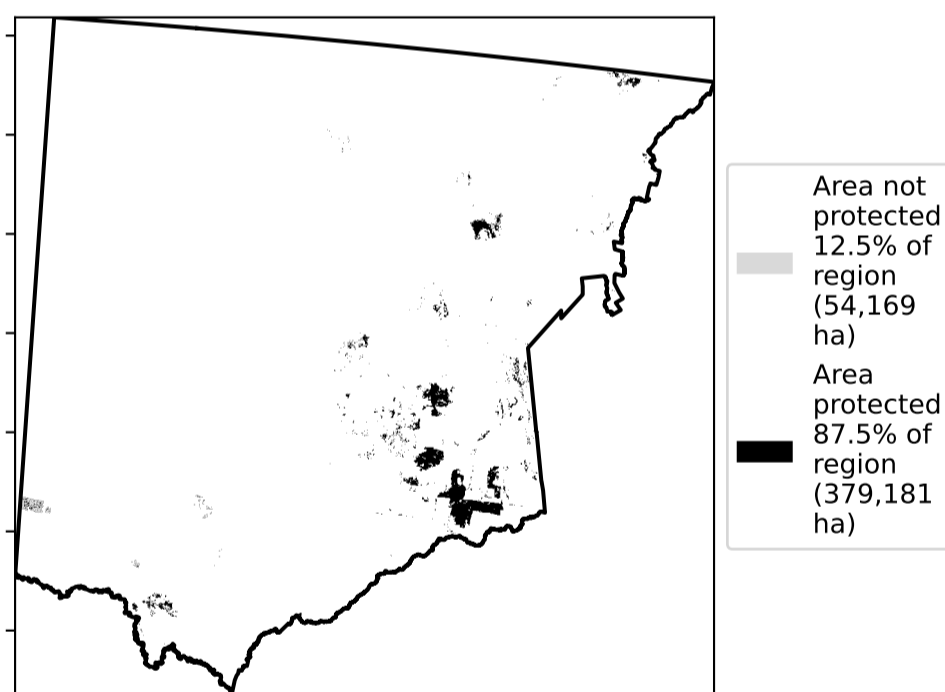 Area not
protected
12.5% of
region
(54,169
ha)
Area
protected
87.5% of
region
(379,181
ha)